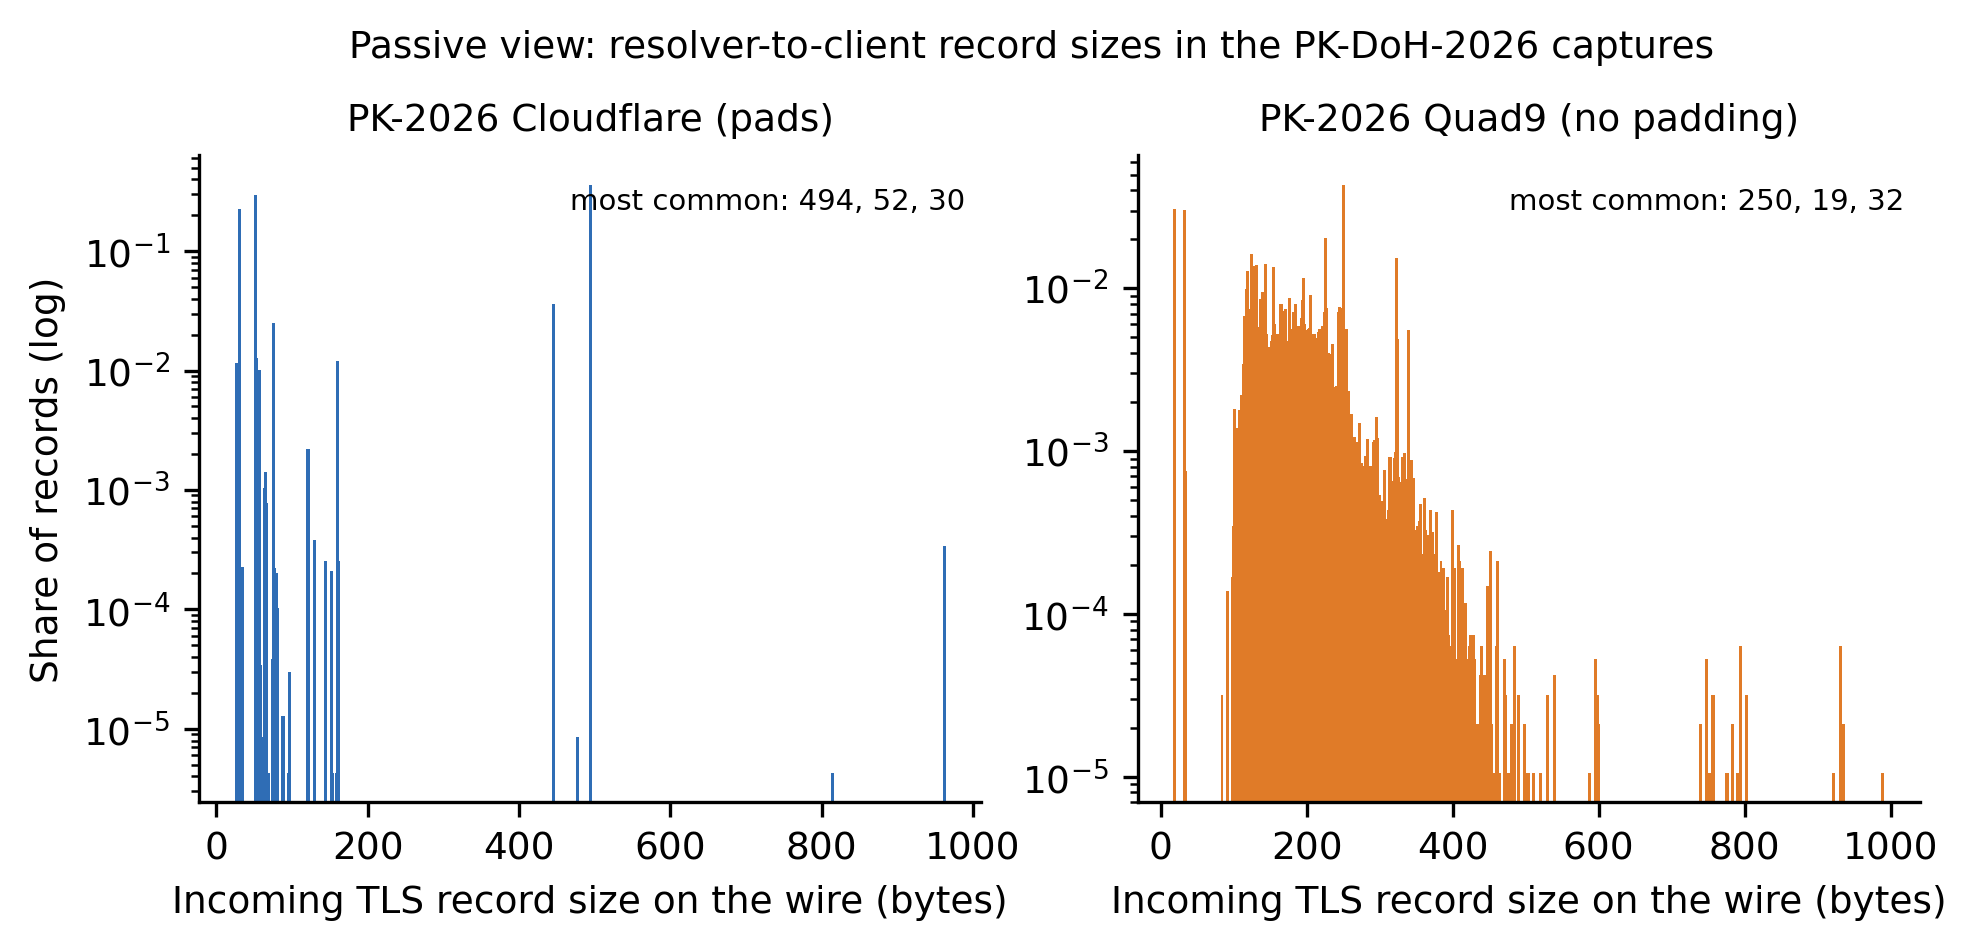 Passive view: resolver-to-client record sizes in the PK-DoH-2026 captures
PK-2026 Cloudflare (pads)
most common: 494, 52, 30
Share of records (log)
10⁻¹
10⁻²
10⁻³
10⁻⁴
10⁻⁵
0 200 400 600 800 1000
Incoming TLS record size on the wire (bytes)
PK-2026 Quad9 (no padding)
most common: 250, 19, 32
10⁻²
10⁻³
10⁻⁴
10⁻⁵
0 200 400 600 800 1000
Incoming TLS record size on the wire (bytes)